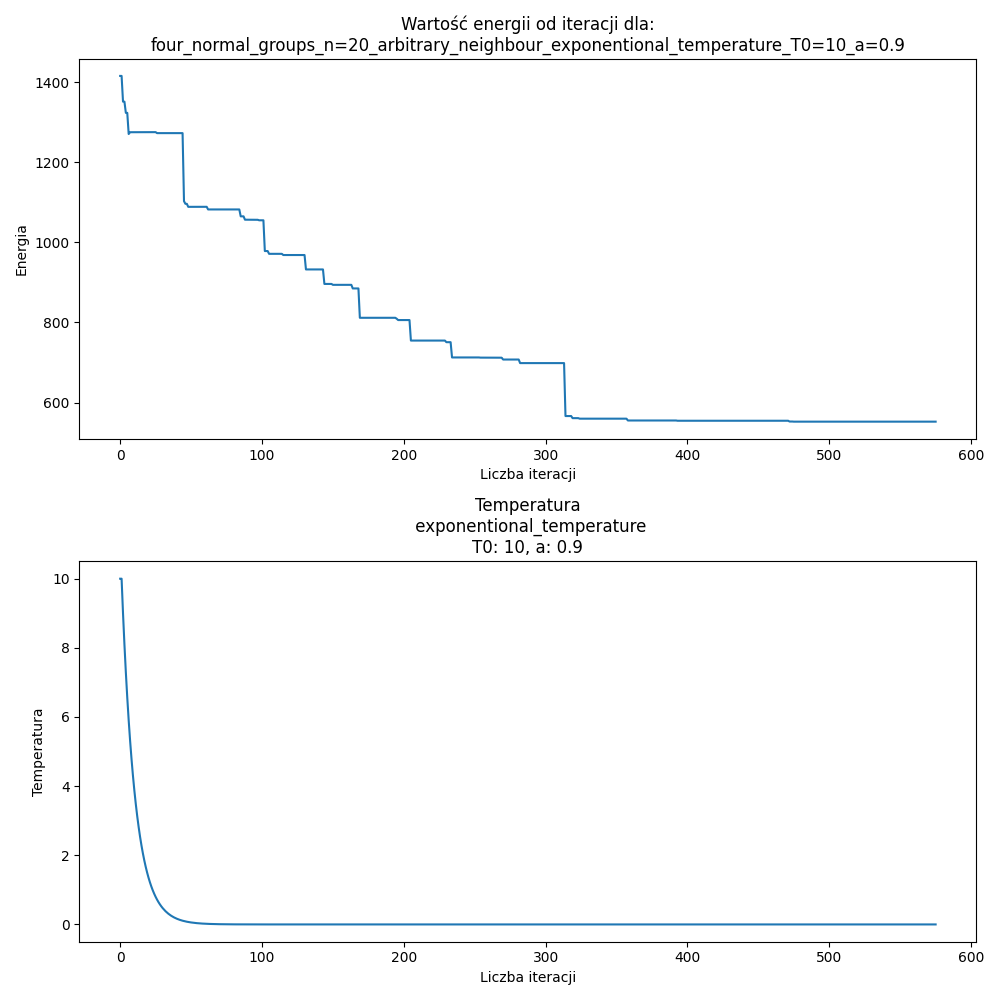 Wartość energii od iteracji dla:
four_normal_groups_n=20_arbitrary_neighbour_exponentional_temperature_T0=10_a=0.9
1400
1200
1000
800
600
Energia
0 100 200 300 400 500 600
Liczba iteracji
Temperatura
exponentional_temperature
T0: 10, a: 0.9
10
8
6
4
2
0
Temperatura
0 100 200 300 400 500 600
Liczba iteracji